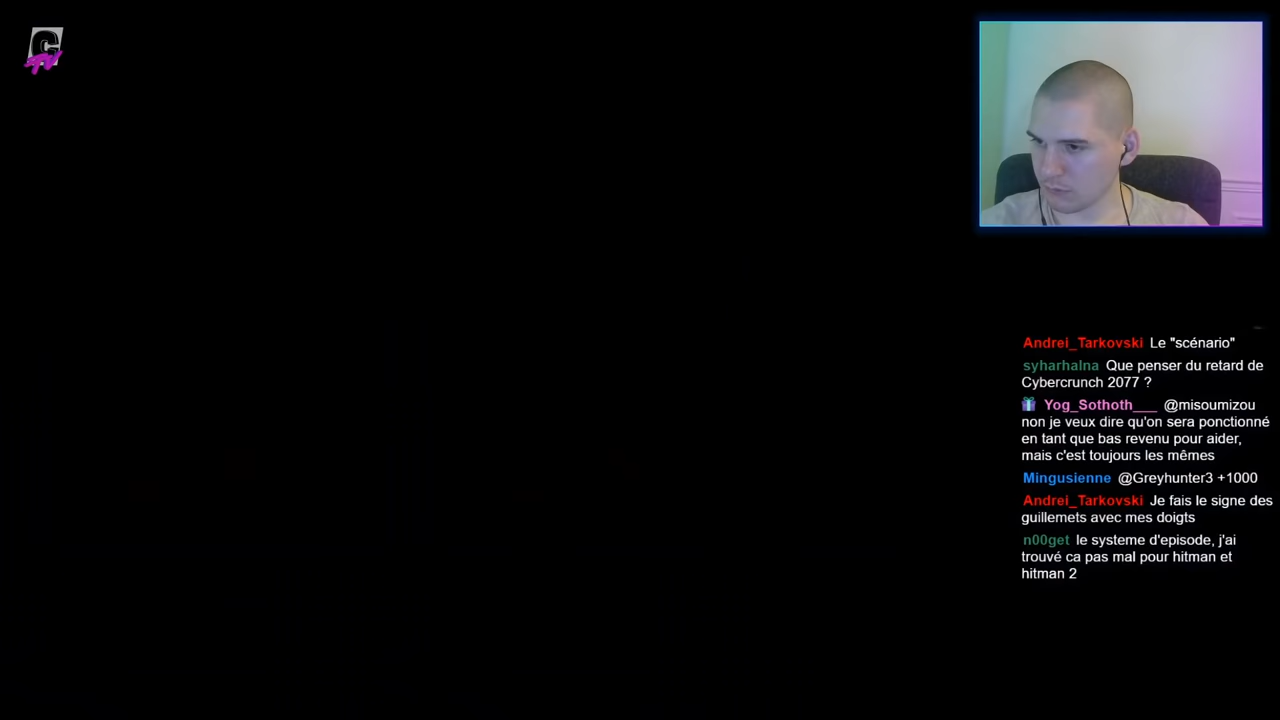 C
TV
Andrei_Tarkovski Le "scénario"
syharhalna Que penser du retard de
Cybercrunch 2077 ?
Yog_Sothoth___ @misoumizou
non je veux dire qu'on sera ponctionné
en tant que bas revenu pour aider,
mais c'est toujours les mêmes
Mingusienne @Greyhunter3 +1000
Andrei_Tarkovski Je fais le signe des
guillemets avec mes doigts
n00get le systeme d'episode, j'ai
trouvé ca pas mal pour hitman et
hitman 2